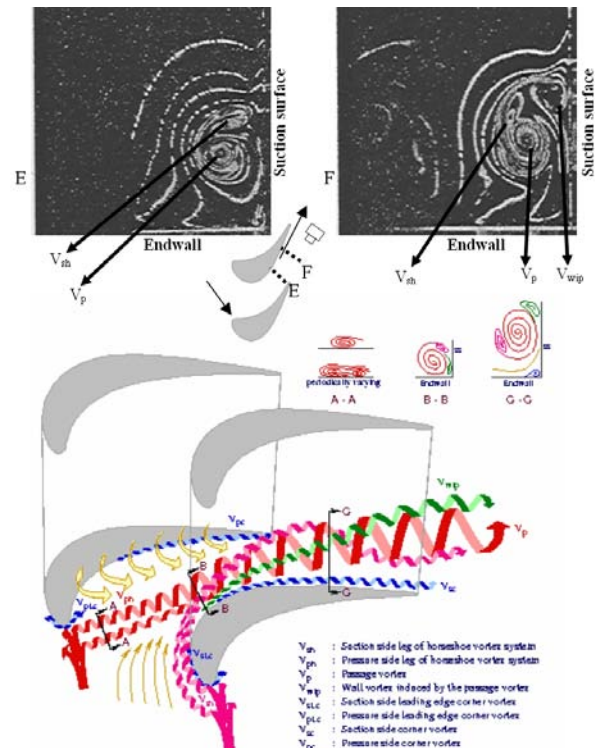 E
Suction surface
Endwall
V_sh
V_p
F
Suction surface
Endwall
V_sh
V_p
V_wip
F
E
periodically varying
A - A
Endwall
SS
B - B
Endwall
SS
G - G
V_wip
V_p
V_pc
V_ph
V_pLc
A
A
B
B
G
G
V_sc
V_sLc
V_sh
V_sh : Suction side leg of horseshoe vortex system
V_ph : Pressure side leg of horseshoe vortex system
V_p : Passage vortex
V_wip : Wall vortex induced by the passage vortex
V_sLc : Suction side leading edge corner vortex
V_pLc : Pressure side leading edge corner vortex
V_sc : Suction side corner vortex
V_pc : Pressure side corner vortex